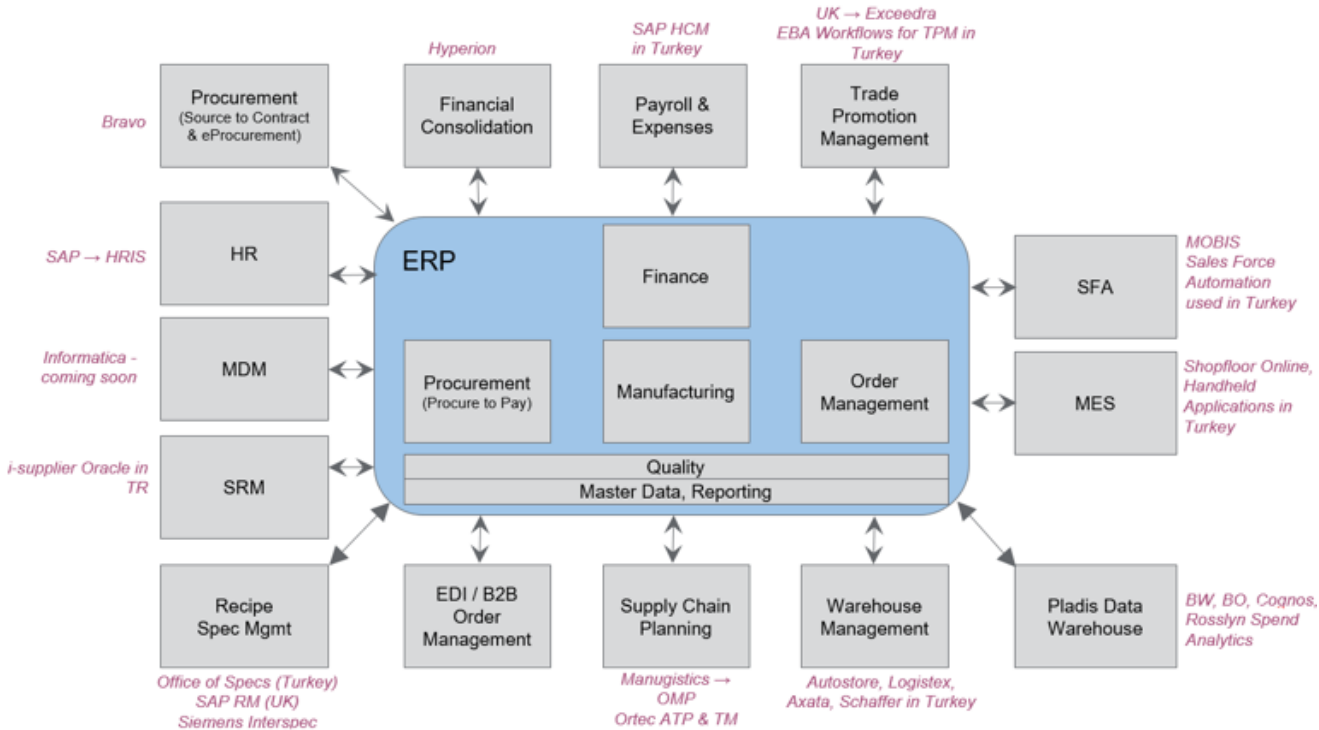 UK → Exceedra
EBA Workflows for TPM in
Turkey
SAP HCM
in Turkey
Hyperion
Bravo
Procurement
(Source to Contract
& eProcurement)
Financial
Consolidation
Payroll &
Expenses
Trade
Promotion
Management
SAP → HRIS
HR
ERP
Finance
SFA
MOBIS
Sales Force
Automation
used in Turkey
Informatica -
coming soon
MDM
Procurement
(Procure to Pay)
Manufacturing
Order
Management
MES
Shopfloor Online,
Handheld
Applications in
Turkey
i-supplier Oracle in
TR
SRM
Quality
Master Data, Reporting
Recipe
Spec Mgmt
EDI / B2B
Order
Management
Supply Chain
Planning
Warehouse
Management
Pladis Data
Warehouse
BW, BO, Cognos,
Rosslyn Spend
Analytics
Office of Specs (Turkey)
SAP RM (UK)
Siemens Interspec
Manugistics →
OMP
Ortec ATP & TM
Autostore, Logistex,
Axata, Schaffer in Turkey